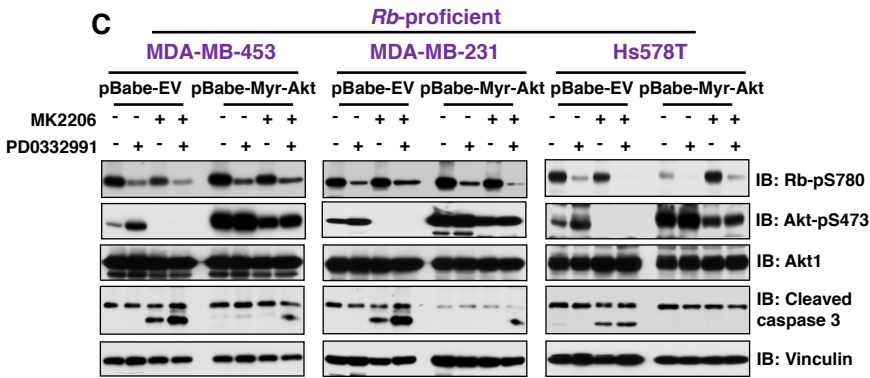 C
Rb-proficient
MDA-MB-453 MDA-MB-231 Hs578T
pBabe-EV pBabe-Myr-Akt pBabe-EV pBabe-Myr-Akt pBabe-EV pBabe-Myr-Akt
MK2206 - - + + - - + + - - + + - - + + - - + + - - + +
PD0332991 - + - + - + - + - + - + - + - + - + - + - + - +
IB: Rb-pS780
IB: Akt-pS473
IB: Akt1
IB: Cleaved
caspase 3
IB: Vinculin